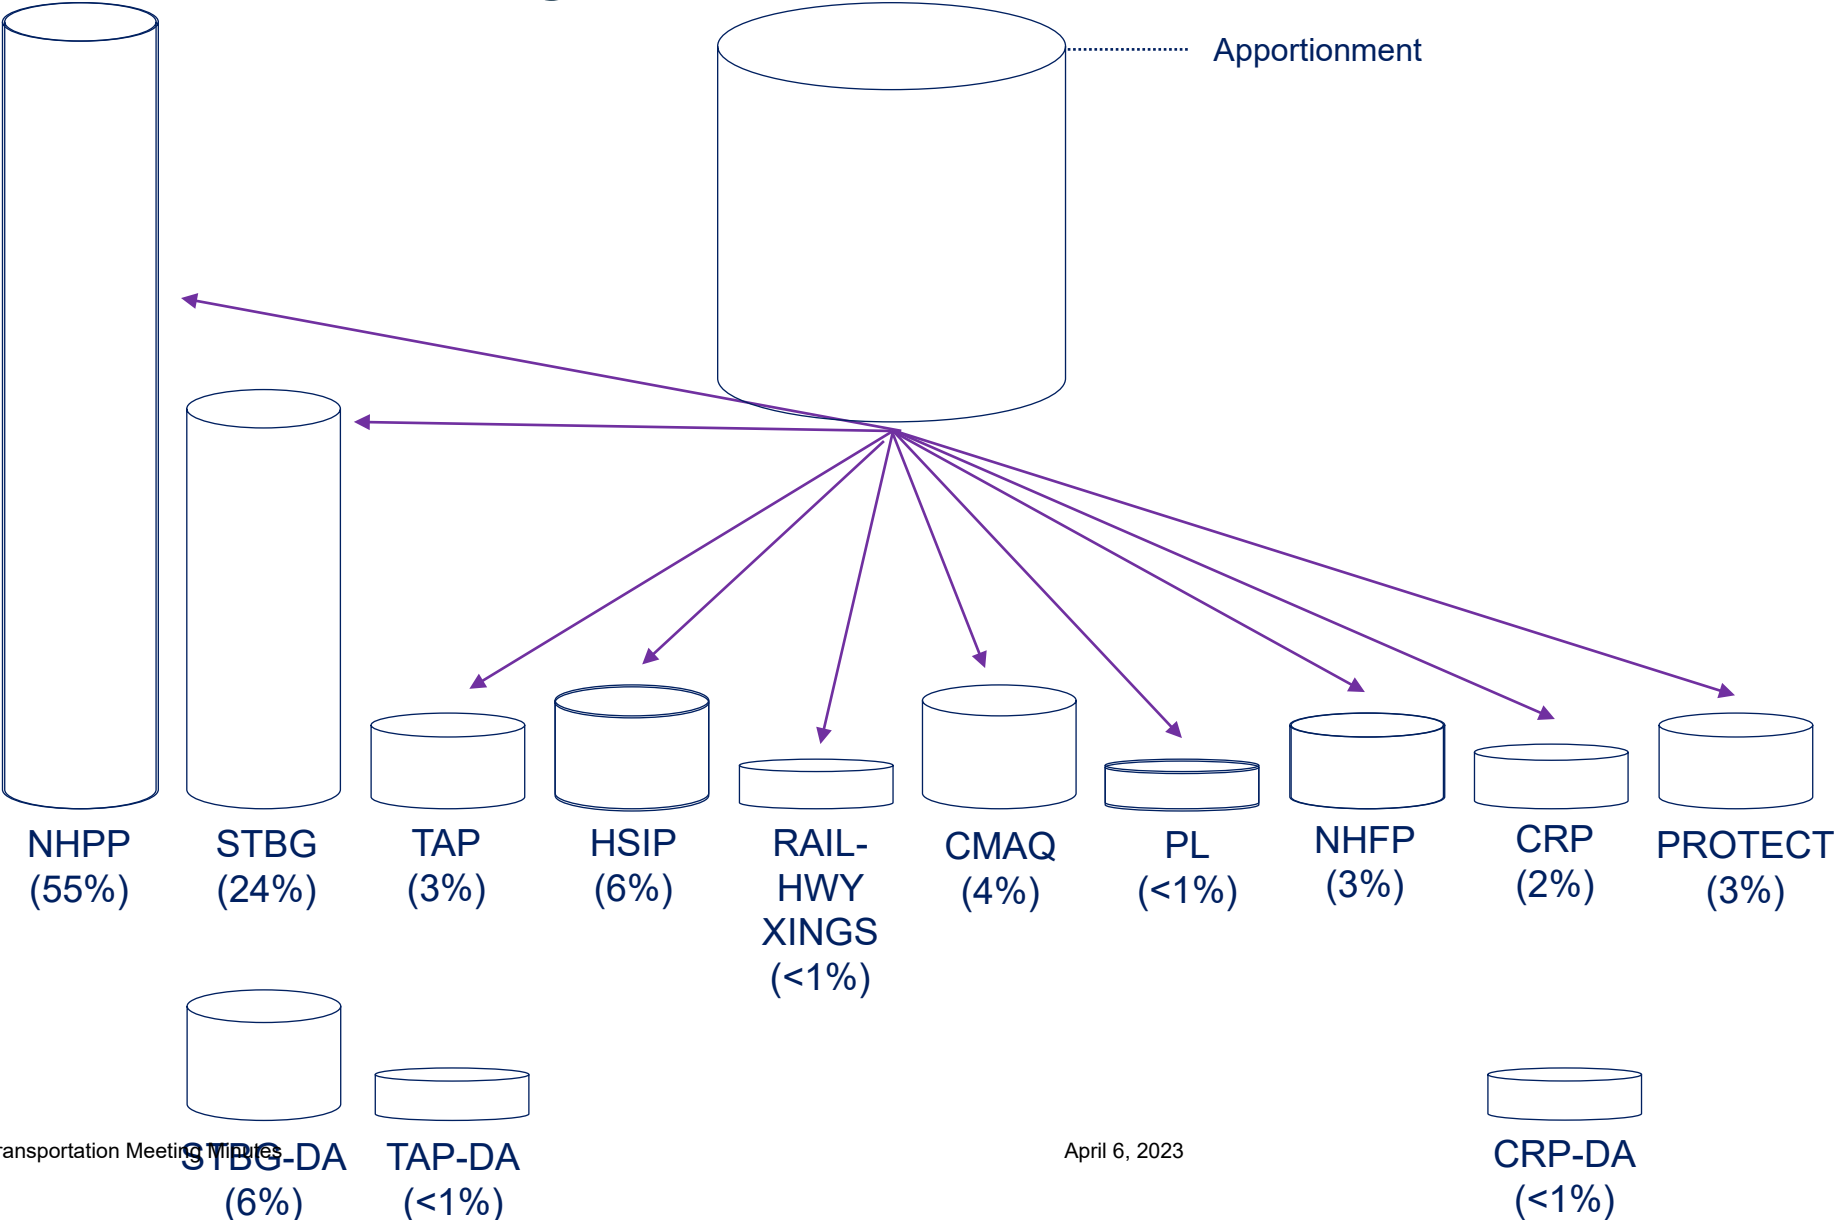 Apportionment
NHPP
(55%)
STBG
(24%)
TAP
(3%)
HSIP
(6%)
RAIL-
HWY
XINGS
(<1%)
CMAQ
(4%)
PL
(<1%)
NHFP
(3%)
CRP
(2%)
PROTECT
(3%)
STBG-DA
(6%)
TAP-DA
(<1%)
CRP-DA
(<1%)
ransportation Meeting Minutes
April 6, 2023